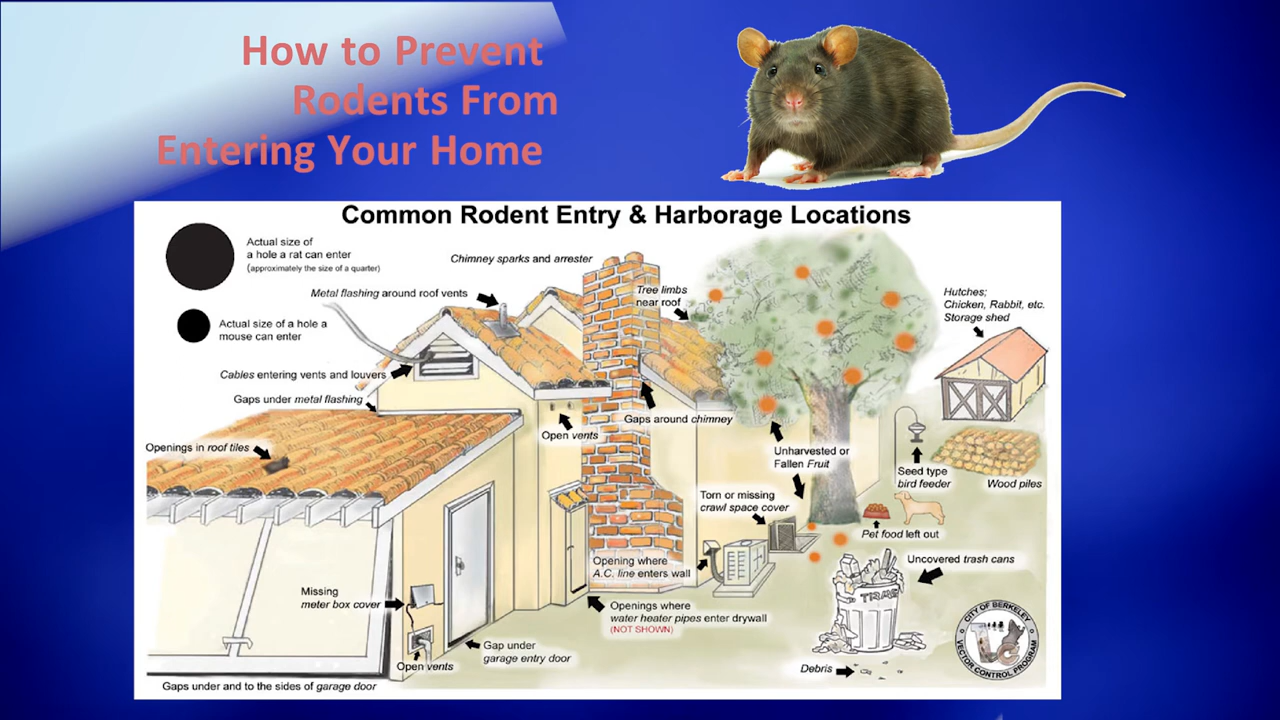 How to Prevent
Rodents From
Entering Your Home
Common Rodent Entry & Harborage Locations
Actual size of
a hole a rat can enter
(approximately the size of a quarter)
Actual size of a hole a
mouse can enter
Chimney sparks and arrester
Metal flashing around roof vents
Tree limbs
near roof
Hutches;
Chicken, Rabbit, etc.
Storage shed
Cables entering vents and louvers
Gaps under metal flashing
Gaps around chimney
Open vents
Openings in roof tiles
Unharvested or
Fallen Fruit
Seed type
bird feeder
Wood piles
Torn or missing
crawl space cover
Pet food left out
Opening where
A.C. line enters wall
Uncovered trash cans
TRASH
Missing
meter box cover
Openings where
water heater pipes enter drywall
(NOT SHOWN)
Gap under
garage entry door
Open vents
Debris
Gaps under and to the sides of garage door
CITY OF BERKELEY
VECTOR CONTROL PROGRAM